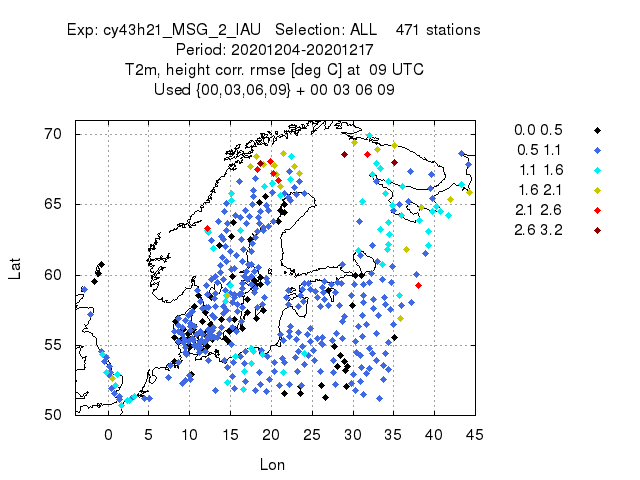 Exp: cy43h21_MSG_2_IAU   Selection: ALL    471 stations
Period: 20201204-20201217
T2m, height corr. rmse [deg C] at  09 UTC
Used {00,03,06,09} + 00 03 06 09
0.0 0.5
0.5 1.1
1.1 1.6
1.6 2.1
2.1 2.6
2.6 3.2
70
65
60
55
50
Lat
0 5 10 15 20 25 30 35 40 45
Lon